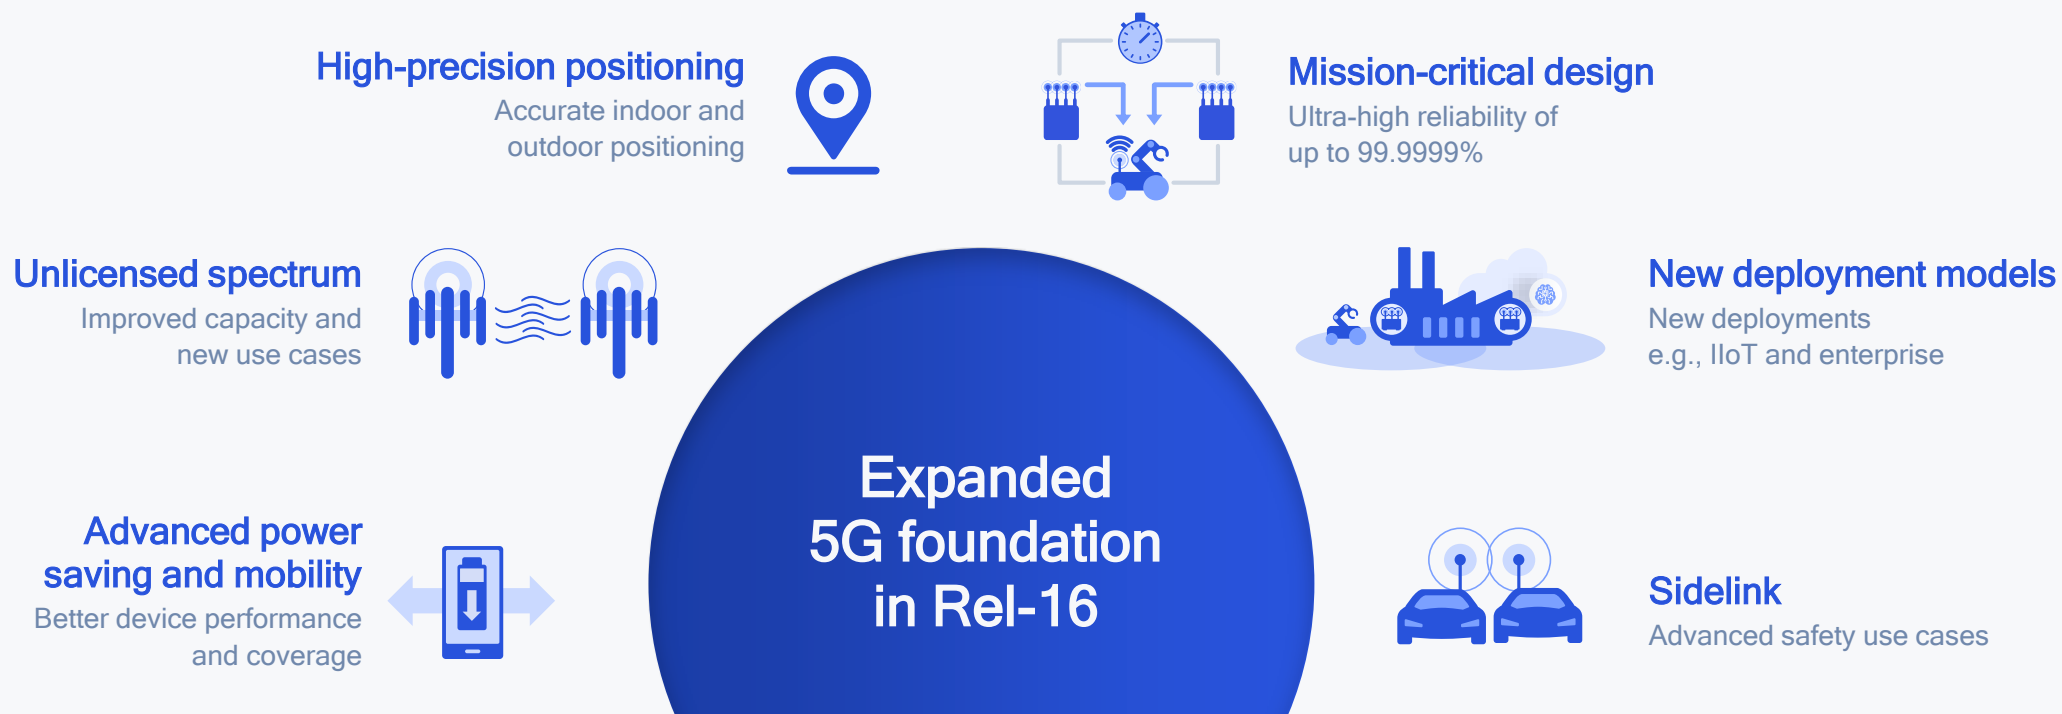 High-precision positioning
Accurate indoor and
outdoor positioning
Mission-critical design
Ultra-high reliability of
up to 99.9999%
Unlicensed spectrum
Improved capacity and
new use cases
New deployment models
New deployments
e.g., IIoT and enterprise
Expanded
5G foundation
in Rel-16
Advanced power
saving and mobility
Better device performance
and coverage
Sidelink
Advanced safety use cases